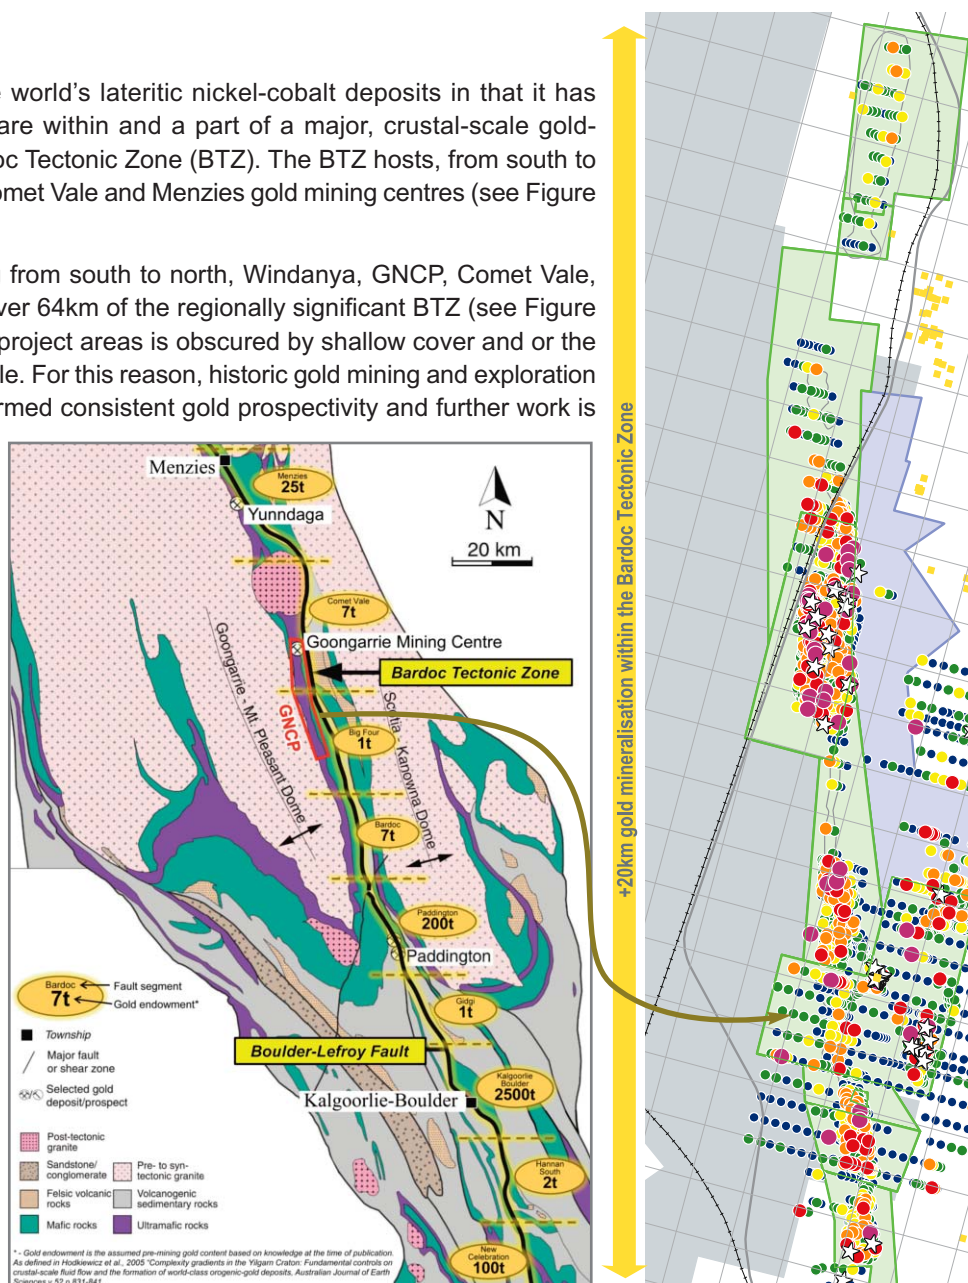 e world’s lateritic nickel-cobalt deposits in that it has
are within and a part of a major, crustal-scale gold-
oc Tectonic Zone (BTZ). The BTZ hosts, from south to
omet Vale and Menzies gold mining centres (see Figure
from south to north, Windanya, GNCP, Comet Vale,
ver 64km of the regionally significant BTZ (see Figure
project areas is obscured by shallow cover and or the
le. For this reason, historic gold mining and exploration
rmed consistent gold prospectivity and further work is
Menzies
Menzies
25t
Yunndaga
N
20 km
Comet Vale
7t
Goongarrie Mining Centre
Bardoc Tectonic Zone
Goongarrie - Mt. Pleasant Dome
GNCP
Scotia - Kanowna Dome
Big Four
1t
Bardoc
7t
Paddington
200t
Paddington
Gidgi
1t
Boulder-Lefroy Fault
Kalgoorlie
Boulder
2500t
Kalgoorlie-Boulder
Hannan
South
2t
New
Celebration
100t
Bardoc
7t
Fault segment
Gold endowment*
Township
Major fault
or shear zone
Selected gold
deposit/prospect
Post-tectonic
granite
Sandstone/
conglomerate
Pre- to syn-
tectonic granite
Felsic volcanic
rocks
Volcanogenic
sedimentary rocks
Mafic rocks
Ultramafic rocks
* - Gold endowment is the assumed pre-mining gold content based on knowledge at the time of publication.
As defined in Hodkiewicz et al., 2005 “Complexity gradients in the Yilgarn Craton: Fundamental controls on
crustal-scale fluid flow and the formation of world-class orogenic-gold deposits, Australian Journal of Earth
Sciences v 52 p 831-841
+20km gold mineralisation within the Bardoc Tectonic Zone